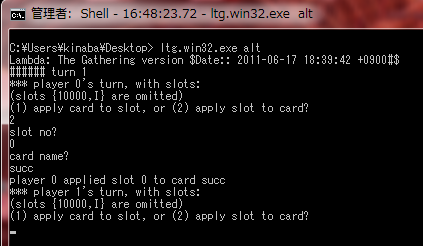 管理者: Shell - 16:48:23.72 - ltg.win32.exe alt
C:¥Users¥kinaba¥Desktop> ltg.win32.exe alt
Lambda: The Gathering version $Date:: 2011-06-17 18:39:42 +0900#$
###### turn 1
*** player 0's turn, with slots:
(slots {10000,I} are omitted)
(1) apply card to slot, or (2) apply slot to card?
2
slot no?
0
card name?
succ
player 0 applied slot 0 to card succ
*** player 1's turn, with slots:
(slots {10000,I} are omitted)
(1) apply card to slot, or (2) apply slot to card?